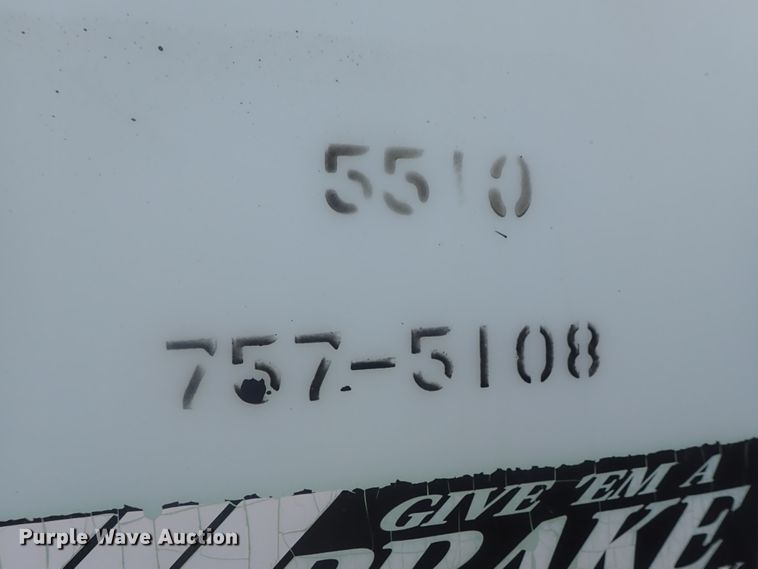 5510
757-5108
GIVE 'EM A
BRAKE
Purple Wave Auction